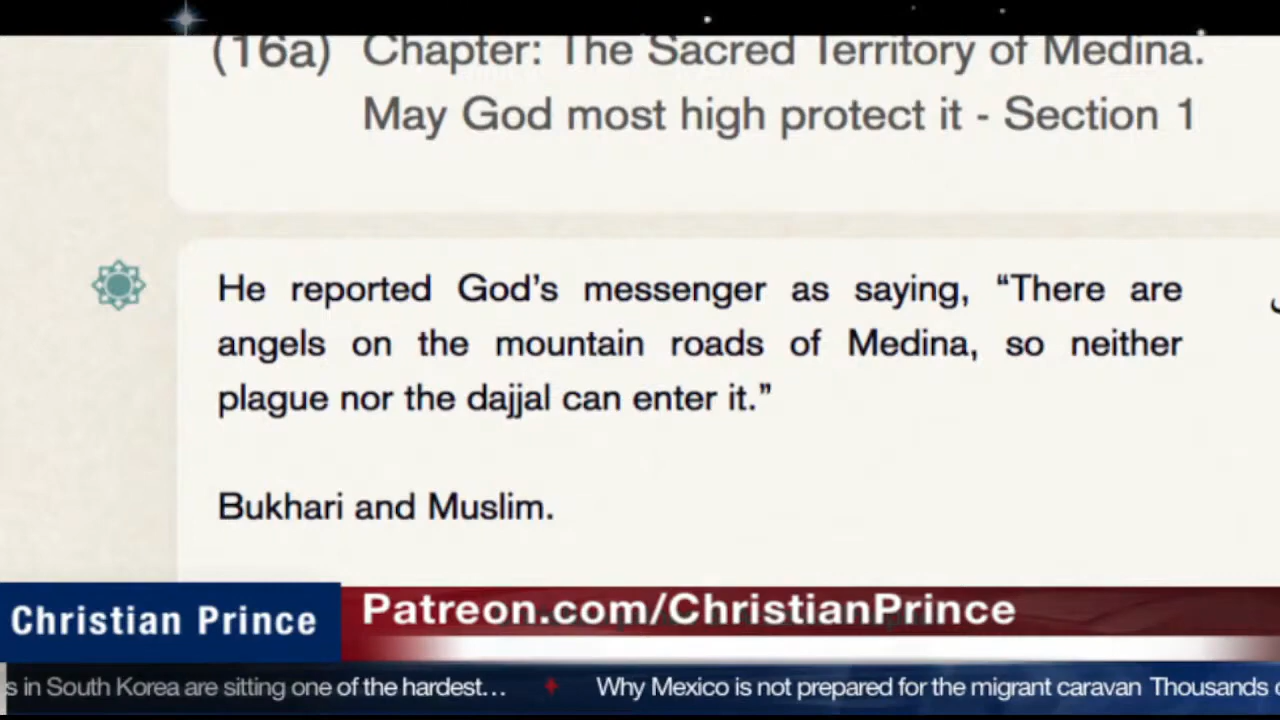 (16a) Chapter: The Sacred Territory of Medina.
May God most high protect it - Section 1
He reported God’s messenger as saying, “There are
angels on the mountain roads of Medina, so neither
plague nor the dajjal can enter it.”
Bukhari and Muslim.
Christian Prince
Patreon.com/ChristianPrince
s in South Korea are sitting one of the hardest… Why Mexico is not prepared for the migrant caravan Thousands